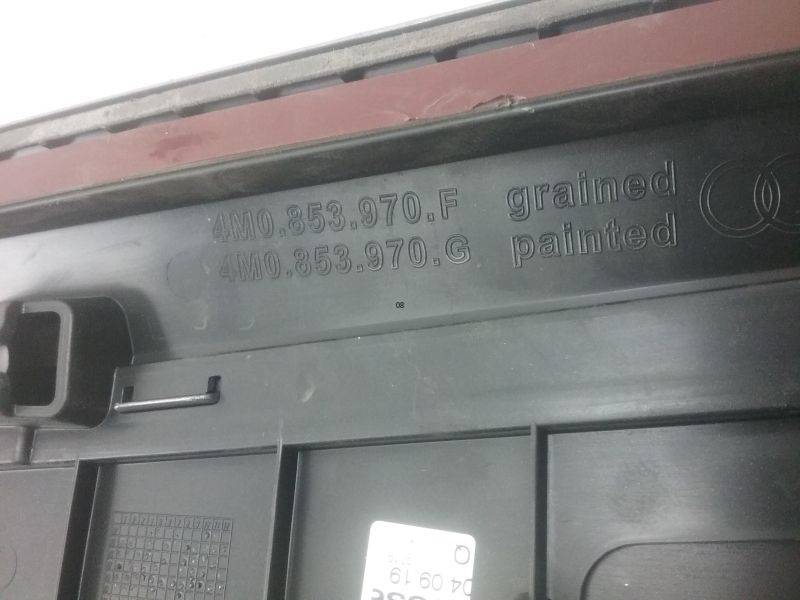 4M0.853.970.F grained
4M0.853.970.G painted
08
Q
04 09 19